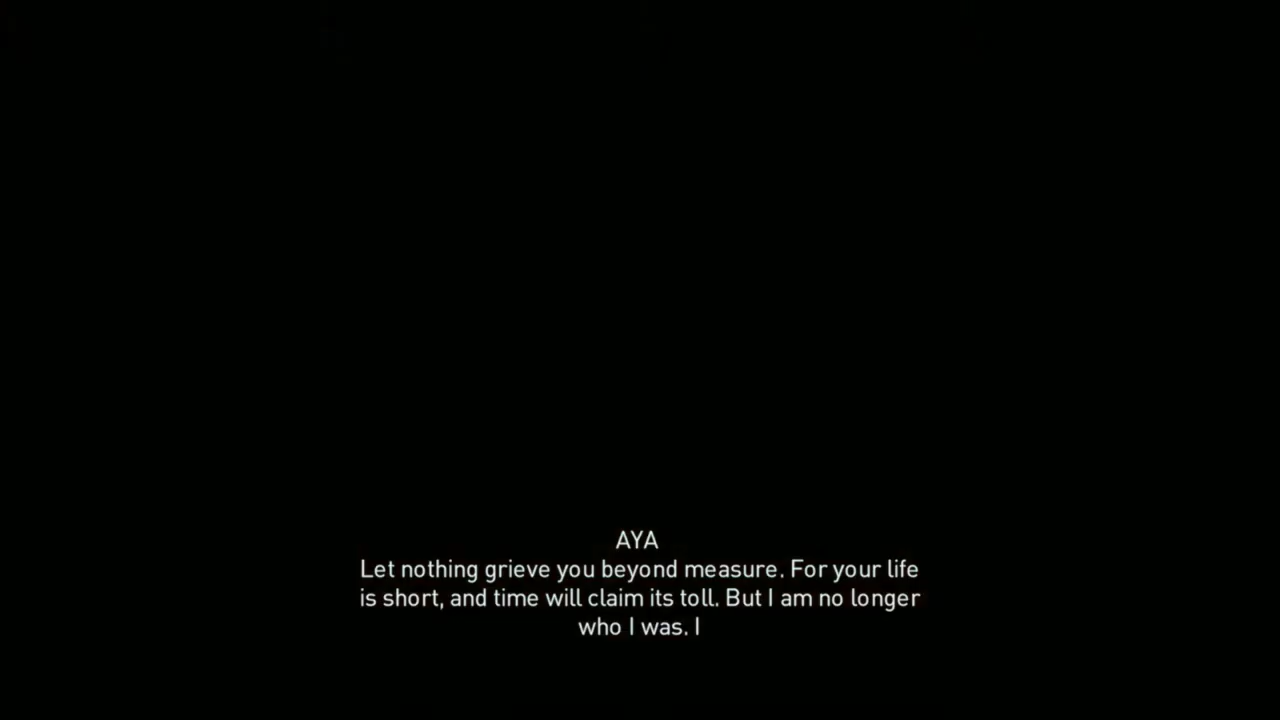 AYA
Let nothing grieve you beyond measure. For your life
is short, and time will claim its toll. But I am no longer
who I was. I